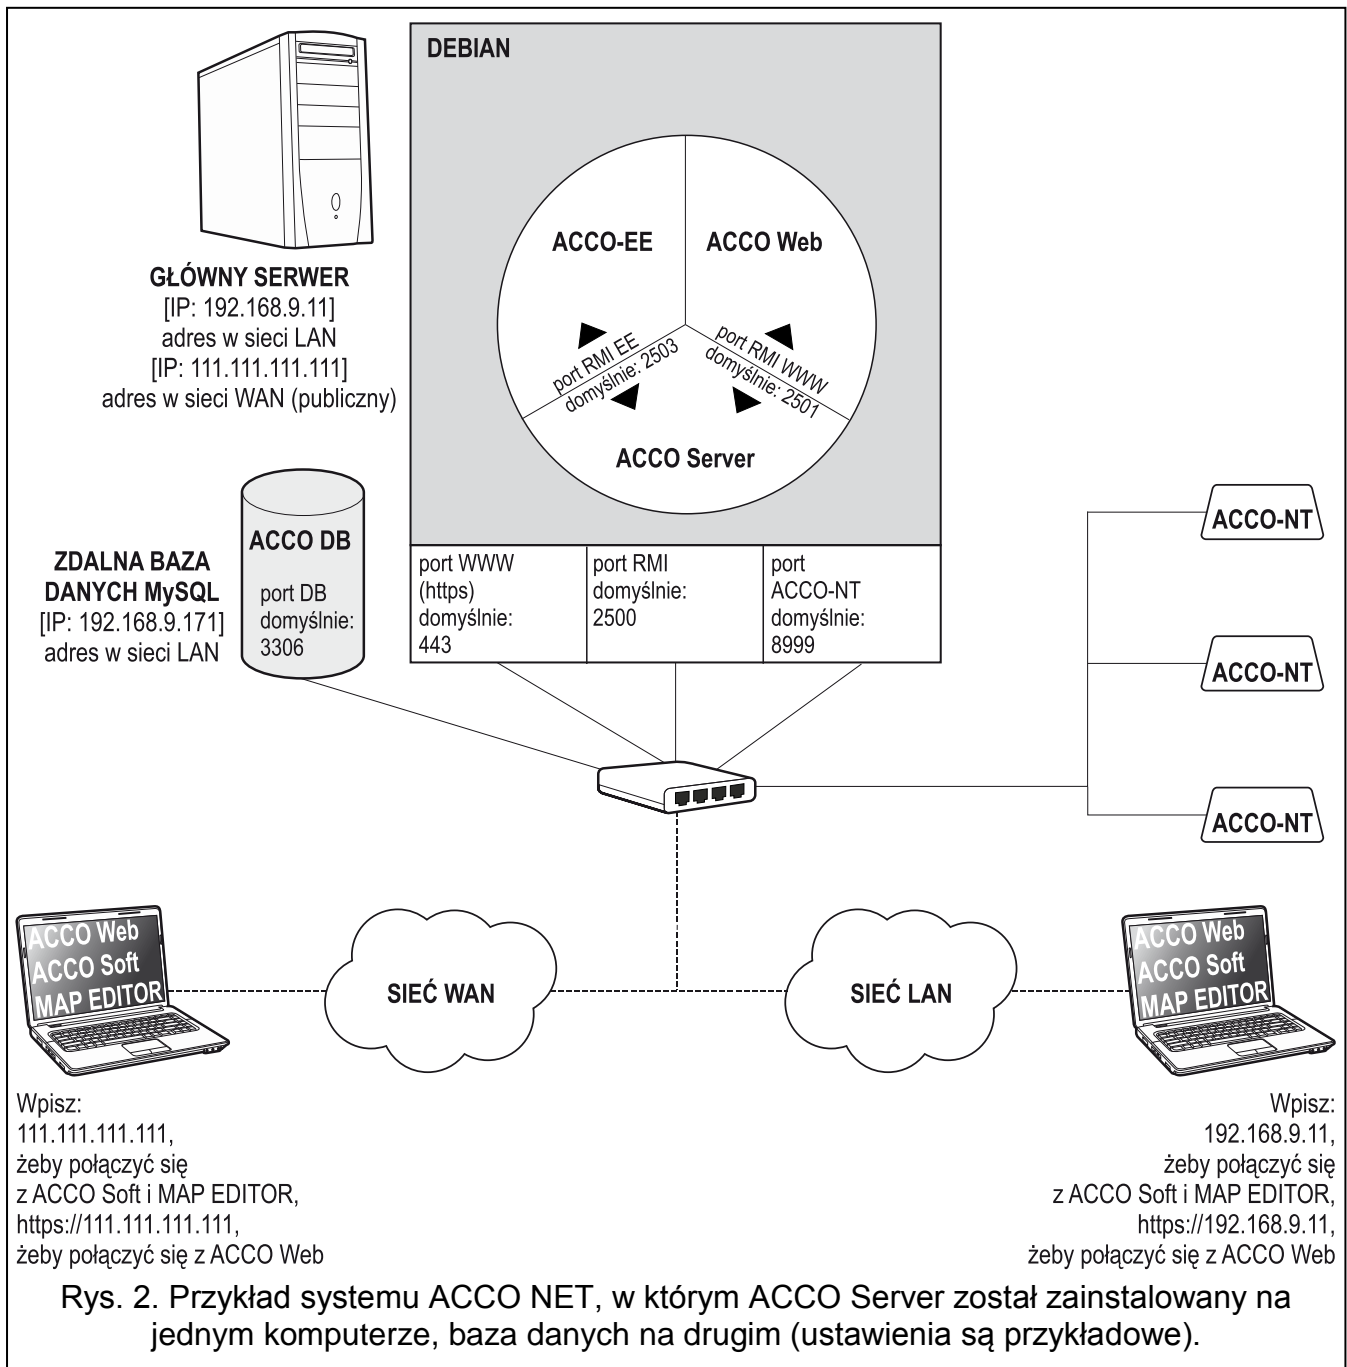 DEBIAN
ACCO-EE
ACCO Web
port RMI EE
domyślnie: 2503
port RMI WWW
domyślnie: 2501
ACCO Server
GŁÓWNY SERWER
[IP: 192.168.9.11]
adres w sieci LAN
[IP: 111.111.111.111]
adres w sieci WAN (publiczny)
ZDALNA BAZA
DANYCH MySQL
[IP: 192.168.9.171]
adres w sieci LAN
ACCO DB
port DB
domyślnie:
3306
port WWW
(https)
domyślnie:
443
port RMI
domyślnie:
2500
port
ACCO-NT
domyślnie:
8999
ACCO-NT
ACCO-NT
ACCO-NT
ACCO Web
ACCO Soft
MAP EDITOR
SIEĆ WAN
SIEĆ LAN
ACCO Web
ACCO Soft
MAP EDITOR
Wpisz:
111.111.111.111,
żeby połączyć się
z ACCO Soft i MAP EDITOR,
https://111.111.111.111,
żeby połączyć się z ACCO Web
Wpisz:
192.168.9.11,
żeby połączyć się
z ACCO Soft i MAP EDITOR,
https://192.168.9.11,
żeby połączyć się z ACCO Web
Rys. 2. Przykład systemu ACCO NET, w którym ACCO Server został zainstalowany na
jednym komputerze, baza danych na drugim (ustawienia są przykładowe).